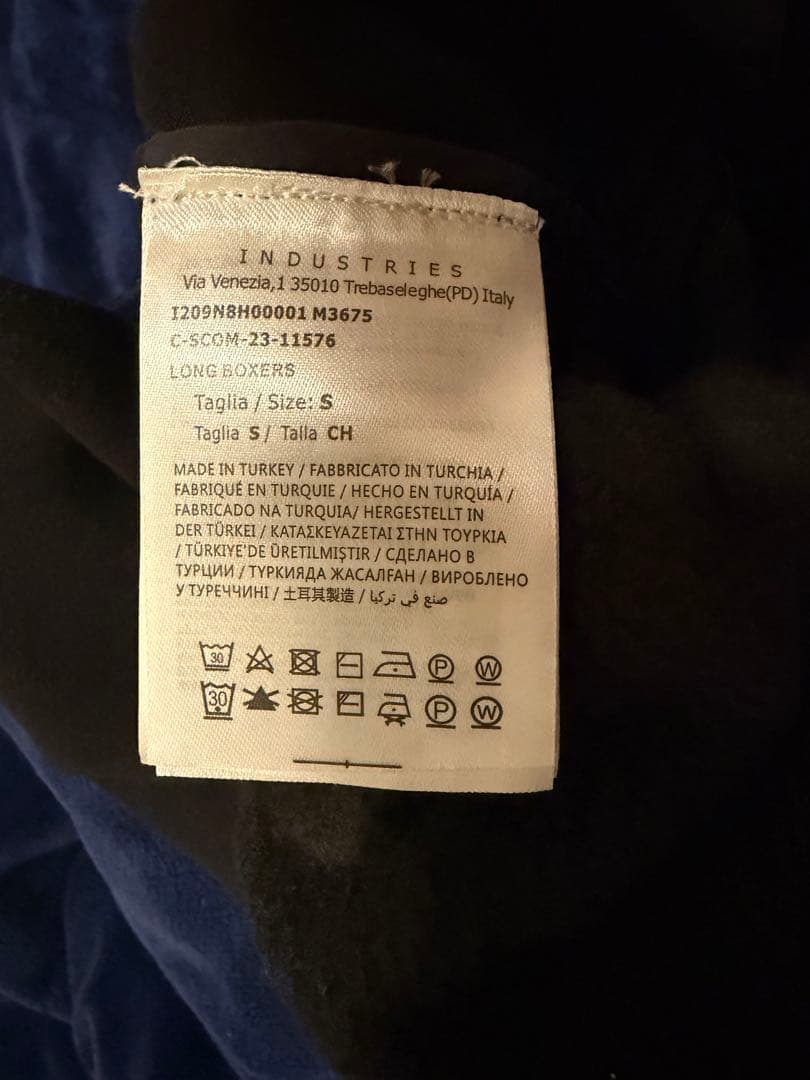 INDUSTRIES
Via Venezia,1 35010 Trebaseleghe(PD) Italy
I209N8H00001 M3675
C-SCOM-23-11576
LONG BOXERS
Taglia / Size: S
Taglia S / Talla CH
MADE IN TURKEY / FABBRICATO IN TURCHIA /
FABRIQUÉ EN TURQUIE / HECHO EN TURQUÍA /
FABRICADO NA TURQUIA/ HERGESTELLT IN
DER TÜRKEI / ΚΑΤΑΣΚΕΥΑΖΕΤΑΙ ΣΤΗΝ ΤΟΥΡΚΙΑ
/ TÜRKIYE'DE ÜRETILMIŞTIR / СДЕЛАНО В
ТУРЦИИ / ТҮРКИЯДА ЖАСАЛҒАН / ВИРОБЛЕНО
У ТУРЕЧЧИНІ / 土耳其製造 / صنع في تركيا
30 P W
30 P W